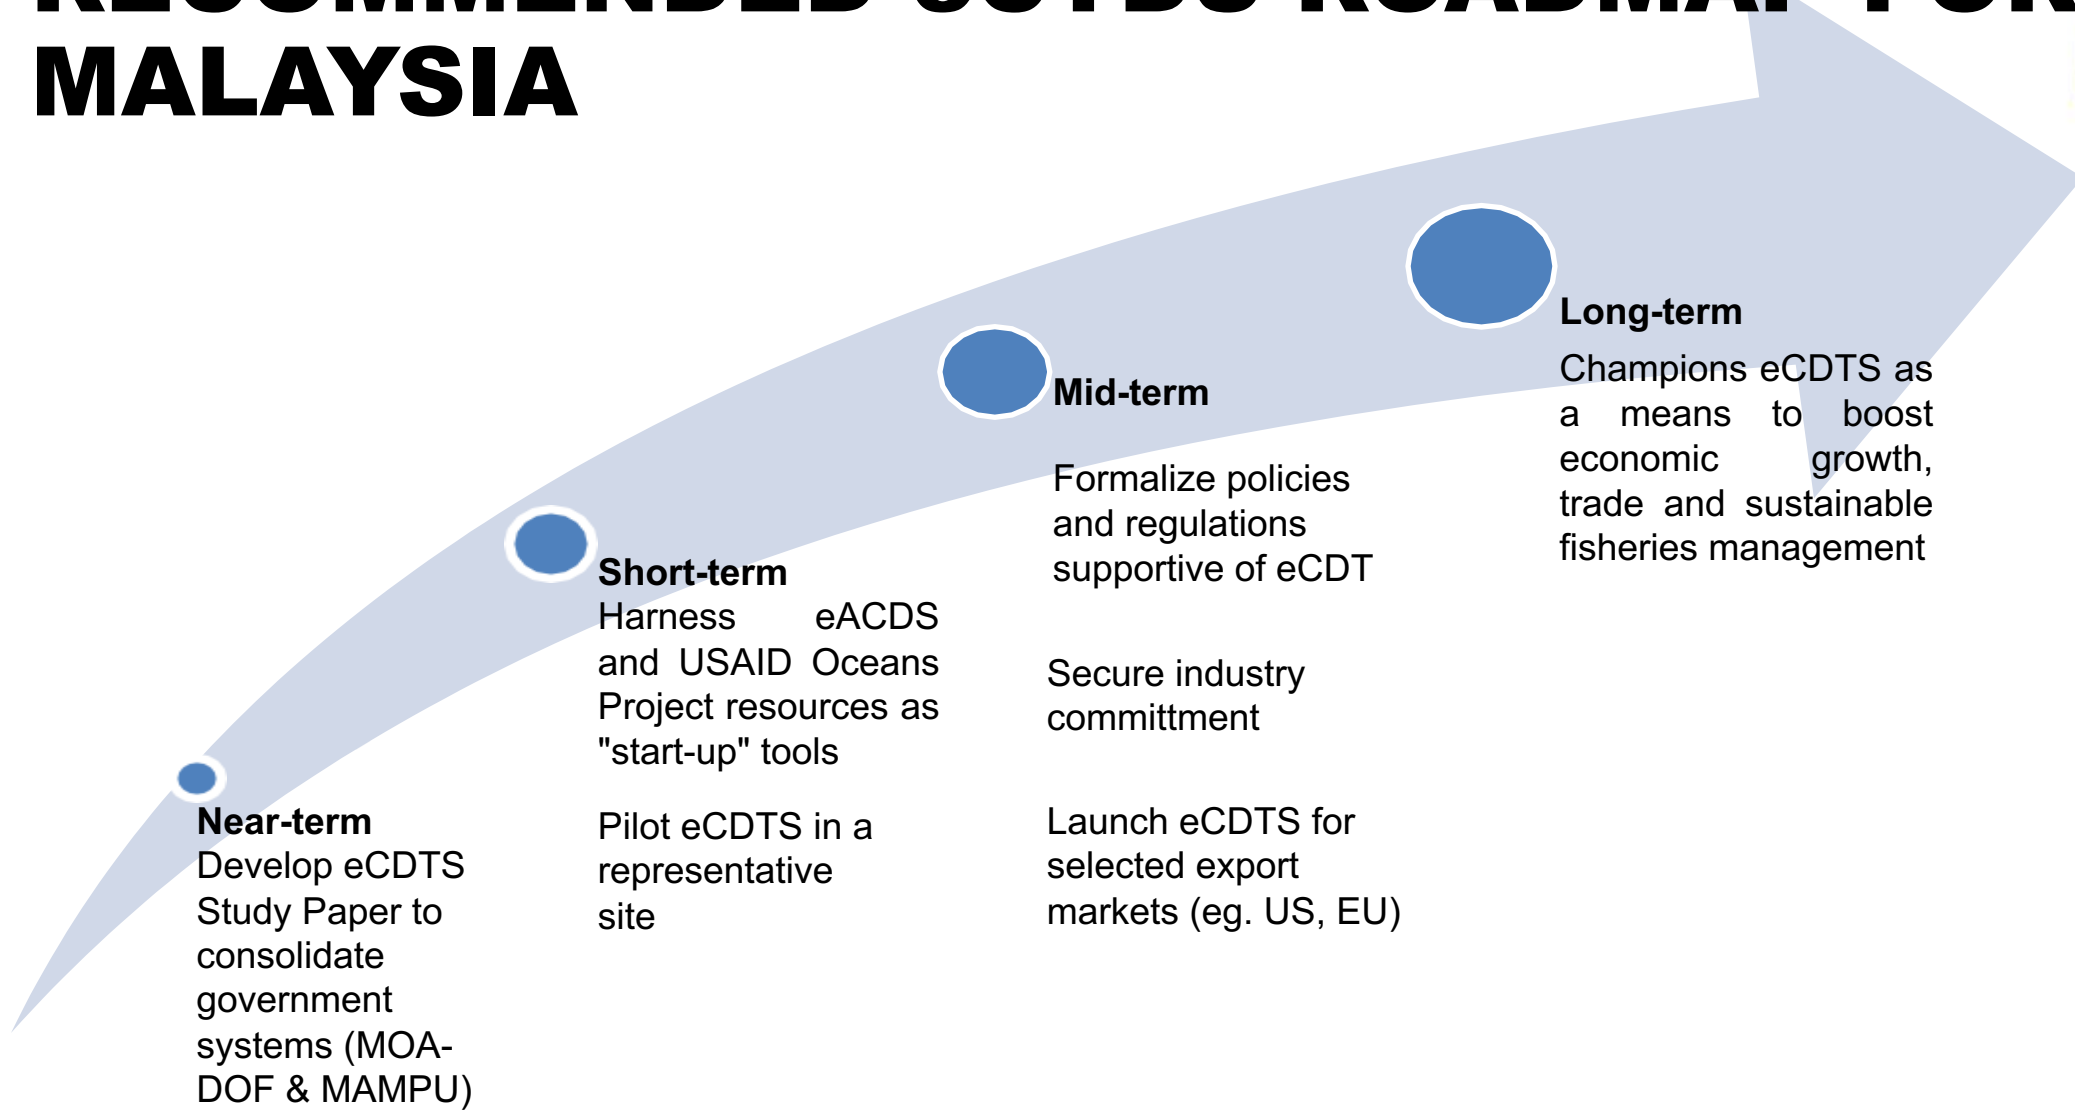 RECOMMENDED ROADMAP FOR
MALAYSIA
Long-term
Champions eCDTS as
a means to boost
economic growth,
trade and sustainable
fisheries management
Mid-term
Formalize policies
and regulations
supportive of eCDT
Secure industry
committment
Launch eCDTS for
selected export
markets (eg. US, EU)
Short-term
Harness eACDS
and USAID Oceans
Project resources as
"start-up" tools
Pilot eCDTS in a
representative
site
Near-term
Develop eCDTS
Study Paper to
consolidate
government
systems (MOA-
DOF & MAMPU)